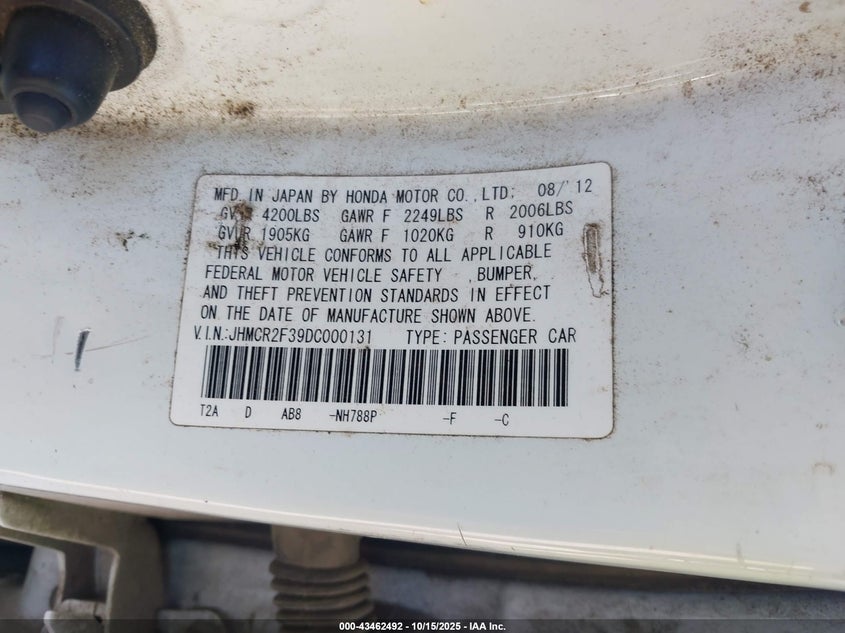 MFD IN JAPAN BY HONDA MOTOR CO.,LTD. 08/'12
GVWR 4200LBS GAWR F 2249LBS R 2006LBS
GVWR 1905KG GAWR F 1020KG R 910KG
THIS VEHICLE CONFORMS TO ALL APPLICABLE
FEDERAL MOTOR VEHICLE SAFETY ,BUMPER,
AND THEFT PREVENTION STANDARDS IN EFFECT
ON THE DATE OF MANUFACTURE SHOWN ABOVE.
V.I.N.:JHMCR2F39DC000131 TYPE: PASSENGER CAR
T2A D AB8 -NH788P -F -C
000-43462492 - 10/15/2025 - IAA Inc.